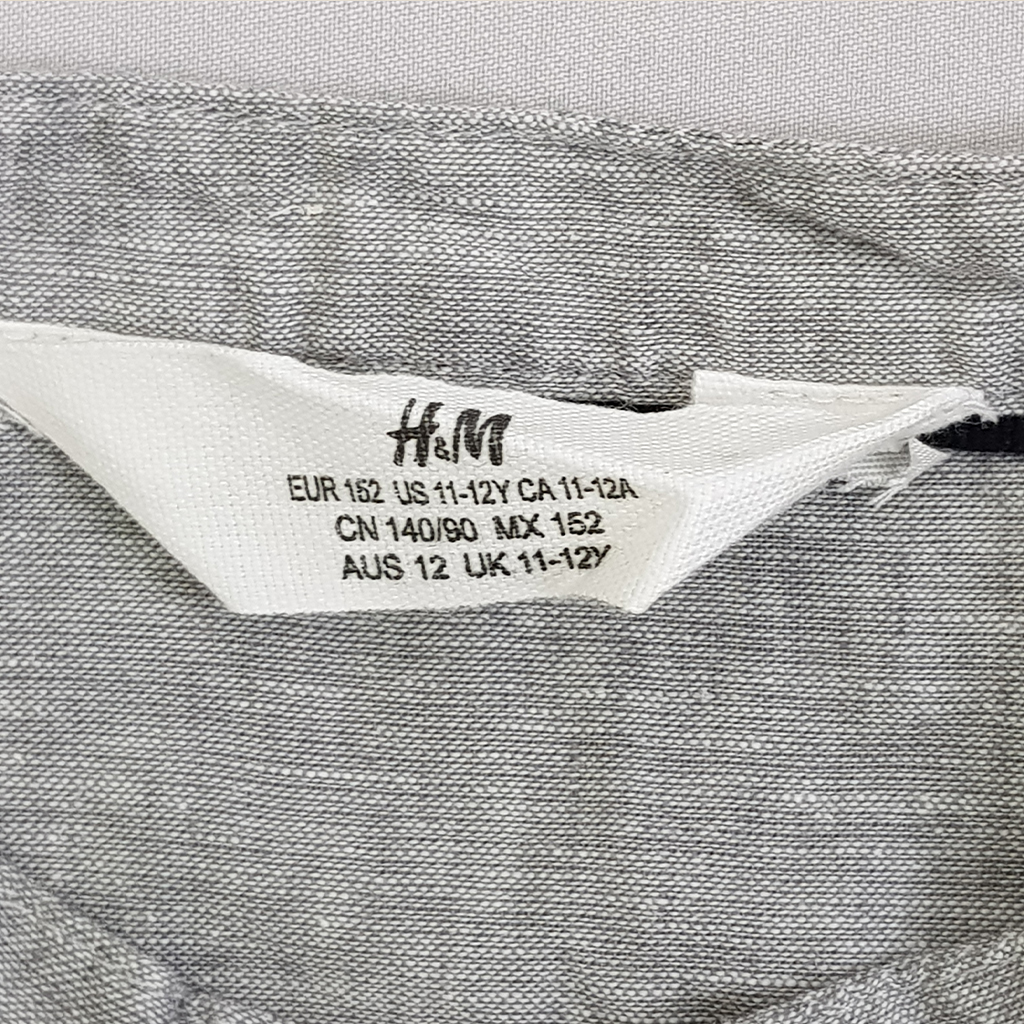 H&M
EUR 152 US 11-12Y CA 11-12A
CN 140/90 MX 152
AUS 12 UK 11-12Y